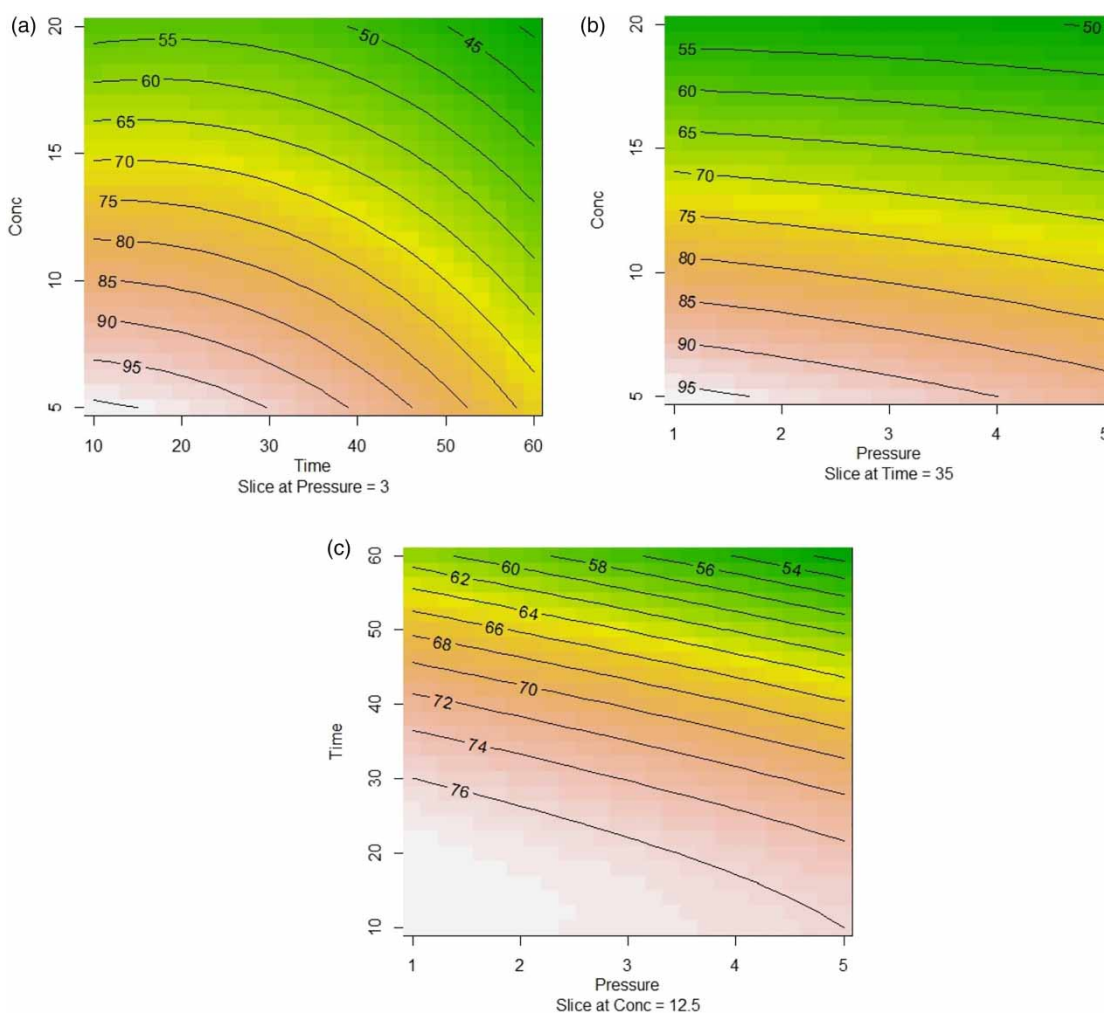 (a)
20
15
10
5
Conc
55
50
45
60
65
70
75
80
85
90
95
10 20 30 40 50 60
Time
Slice at Pressure = 3
(b)
20
15
10
5
Conc
50
55
60
65
70
75
80
85
90
95
1 2 3 4 5
Pressure
Slice at Time = 35
(c)
60
50
40
30
20
10
Time
62 60 58 56 54
64
66
68
70
72
74
76
1 2 3 4 5
Pressure
Slice at Conc = 12.5